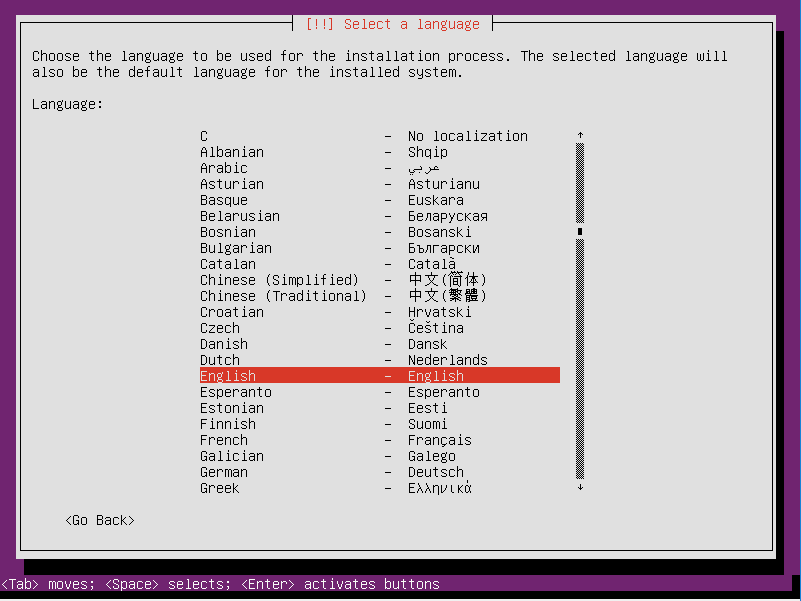 [!!] Select a language
Choose the language to be used for the installation process. The selected language will
also be the default language for the installed system.
Language:
C - No localization
Albanian - Shqip
Arabic - عربي
Asturian - Asturianu
Basque - Euskara
Belarusian - Беларуская
Bosnian - Bosanski
Bulgarian - Български
Catalan - Català
Chinese (Simplified) - 中文(简体)
Chinese (Traditional) - 中文(繁體)
Croatian - Hrvatski
Czech - Čeština
Danish - Dansk
Dutch - Nederlands
English - English
Esperanto - Esperanto
Estonian - Eesti
Finnish - Suomi
French - Français
Galician - Galego
German - Deutsch
Greek - Ελληνικά
<Go Back>
<Tab> moves; <Space> selects; <Enter> activates buttons